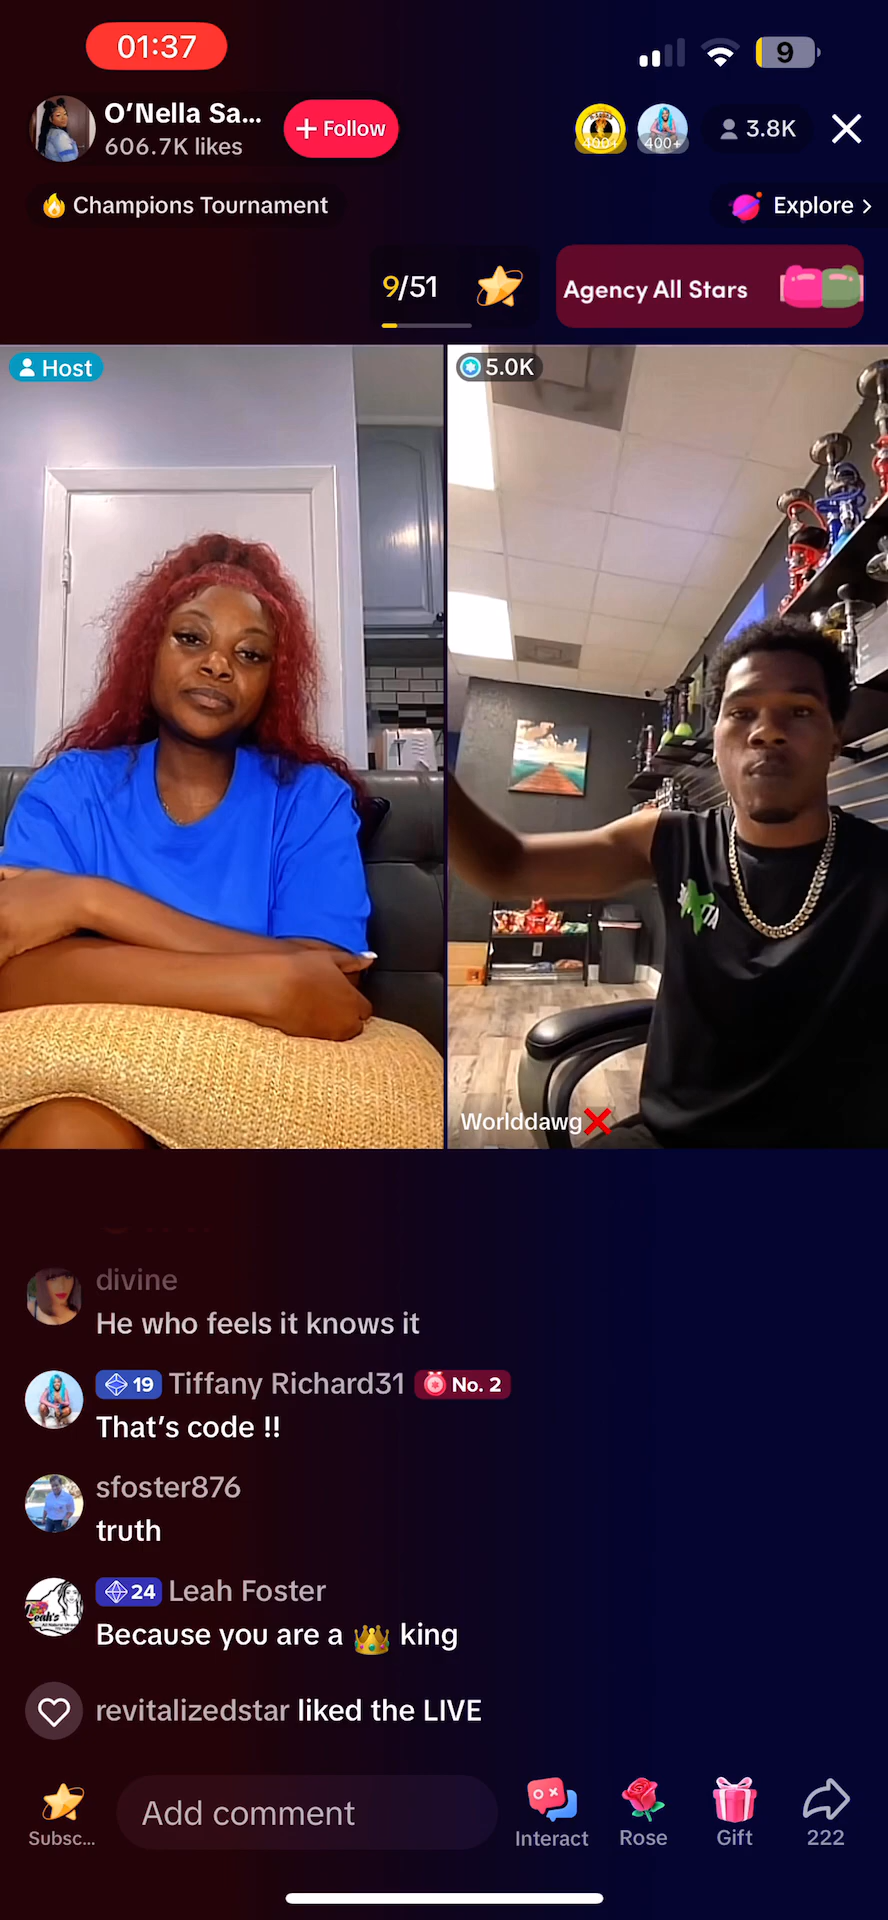 01:37
9
O’Nella Sa...
606.7K likes
+ Follow
400+
400+
3.8K
Champions Tournament
Explore >
9/51
Agency All Stars
Host
5.0K
Worlddawg❌
divine
He who feels it knows it
19 Tiffany Richard31 No. 2
That’s code !!
sfoster876
truth
24 Leah Foster
Because you are a 👑 king
revitalizedstar liked the LIVE
Subsc...
Add comment
Interact
Rose
Gift
222